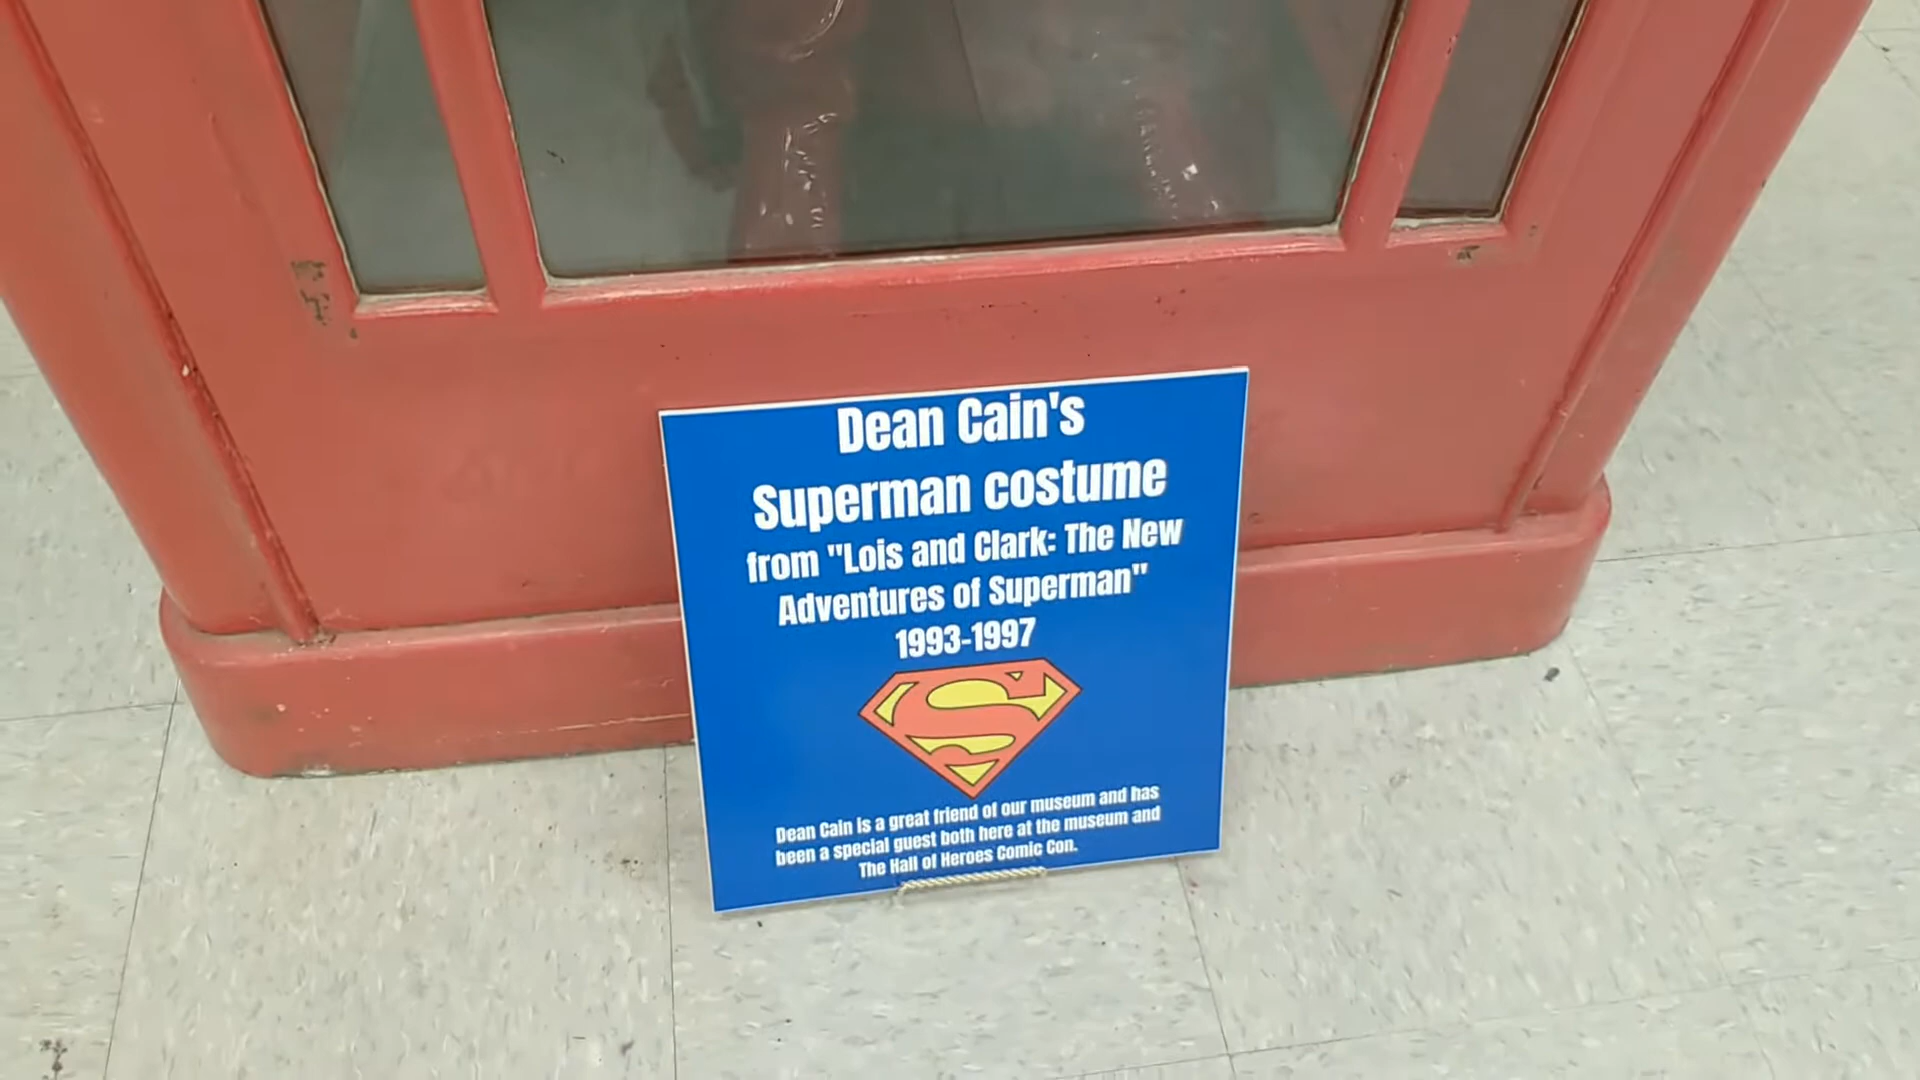 Dean Cain's
Superman costume
from "Lois and Clark: The New
Adventures of Superman"
1993-1997
Dean Cain is a great friend of our museum and has
been a special guest both here at the museum and
The Hall of Heroes Comic Con.